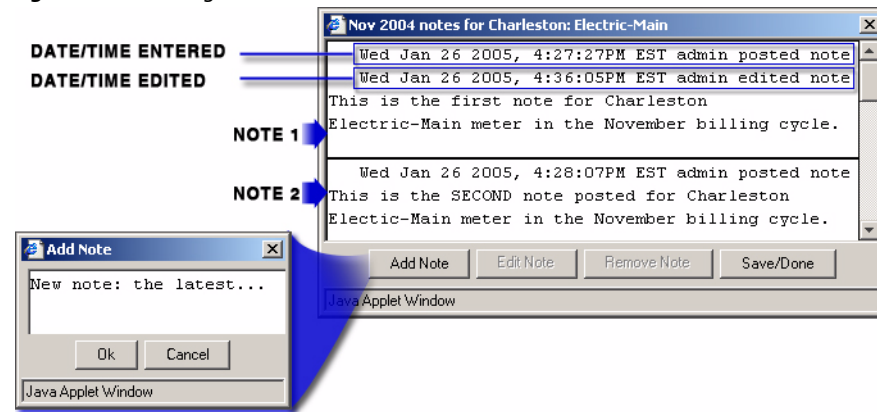 Nov 2004 notes for Charleston: Electric-Main
DATE/TIME ENTERED
Wed Jan 26 2005, 4:27:27PM EST admin posted note
DATE/TIME EDITED
Wed Jan 26 2005, 4:36:05PM EST admin edited note
This is the first note for Charleston
NOTE 1
Electric-Main meter in the November billing cycle.
Wed Jan 26 2005, 4:28:07PM EST admin posted note
NOTE 2
This is the SECOND note posted for Charleston
Electic-Main meter in the November billing cycle.
Add Note
Edit Note
Remove Note
Save/Done
Java Applet Window
Add Note
New note: the latest...
Ok
Cancel
Java Applet Window